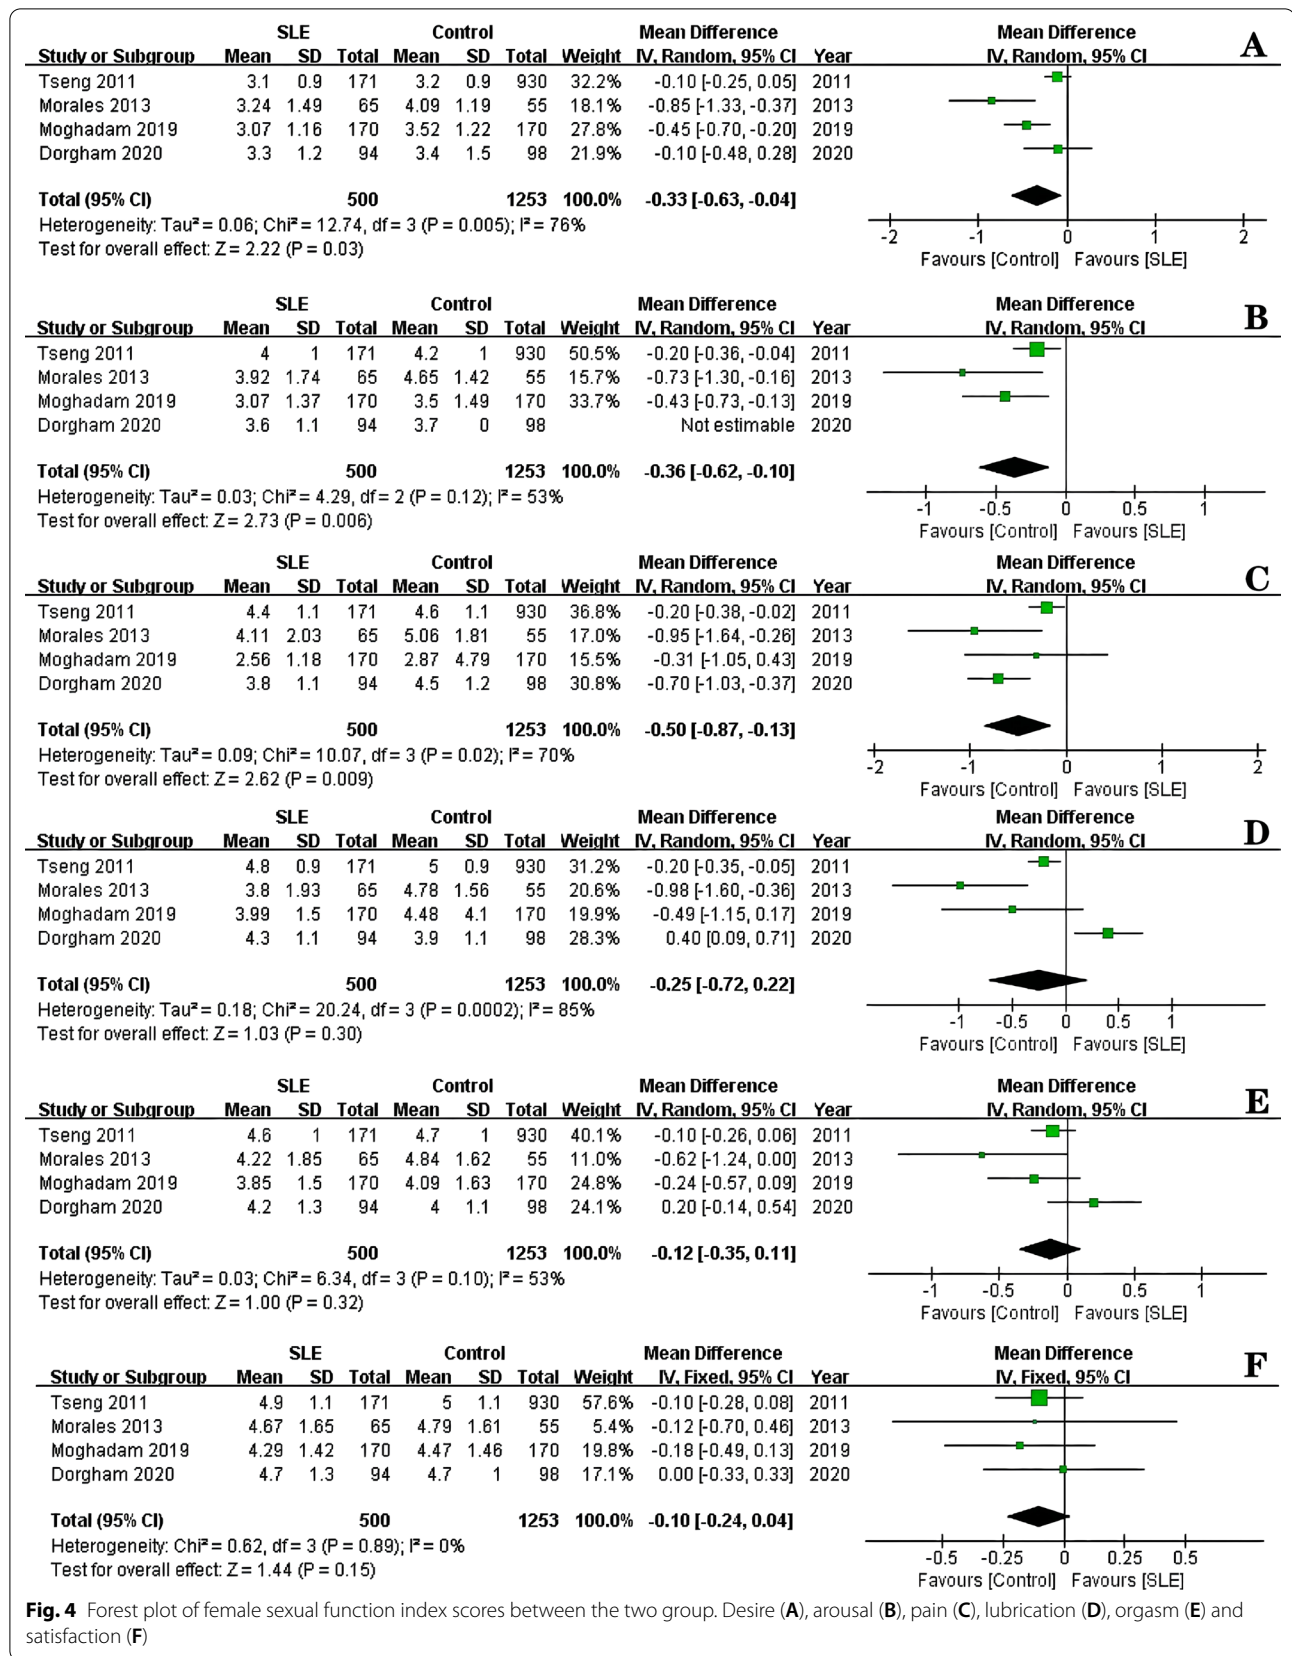 SLE Control Mean Difference Mean Difference A
Study or Subgroup Mean SD Total Mean SD Total Weight IV, Random, 95% CI Year IV, Random, 95% CI
Tseng 2011 3.1 0.9 171 3.2 0.9 930 32.2% -0.10 [-0.25, 0.05] 2011
Morales 2013 3.24 1.49 65 4.09 1.19 55 18.1% -0.85 [-1.33, -0.37] 2013
Moghadam 2019 3.07 1.16 170 3.52 1.22 170 27.8% -0.45 [-0.70, -0.20] 2019
Dorgham 2020 3.3 1.2 94 3.4 1.5 98 21.9% -0.10 [-0.48, 0.28] 2020
Total (95% CI) 500 1253 100.0% -0.33 [-0.63, -0.04]
Heterogeneity: Tau² = 0.06; Chi² = 12.74, df = 3 (P = 0.005); I² = 76%
-2 -1 0 1 2
Test for overall effect: Z = 2.22 (P = 0.03)
Favours [Control] Favours [SLE]
SLE Control Mean Difference Mean Difference B
Study or Subgroup Mean SD Total Mean SD Total Weight IV, Random, 95% CI Year IV, Random, 95% CI
Tseng 2011 4 1 171 4.2 1 930 50.5% -0.20 [-0.36, -0.04] 2011
Morales 2013 3.92 1.74 65 4.65 1.42 55 15.7% -0.73 [-1.30, -0.16] 2013
Moghadam 2019 3.07 1.37 170 3.5 1.49 170 33.7% -0.43 [-0.73, -0.13] 2019
Dorgham 2020 3.6 1.1 94 3.7 0 98 Not estimable 2020
Total (95% CI) 500 1253 100.0% -0.36 [-0.62, -0.10]
Heterogeneity: Tau² = 0.03; Chi² = 4.29, df = 2 (P = 0.12); I² = 53%
-1 -0.5 0 0.5 1
Test for overall effect: Z = 2.73 (P = 0.006)
Favours [Control] Favours [SLE]
SLE Control Mean Difference Mean Difference C
Study or Subgroup Mean SD Total Mean SD Total Weight IV, Random, 95% CI Year IV, Random, 95% CI
Tseng 2011 4.4 1.1 171 4.6 1.1 930 36.8% -0.20 [-0.38, -0.02] 2011
Morales 2013 4.11 2.03 65 5.06 1.81 55 17.0% -0.95 [-1.64, -0.26] 2013
Moghadam 2019 2.56 1.18 170 2.87 4.79 170 15.5% -0.31 [-1.05, 0.43] 2019
Dorgham 2020 3.8 1.1 94 4.5 1.2 98 30.8% -0.70 [-1.03, -0.37] 2020
Total (95% CI) 500 1253 100.0% -0.50 [-0.87, -0.13]
Heterogeneity: Tau² = 0.09; Chi² = 10.07, df = 3 (P = 0.02); I² = 70%
-2 -1 0 1 2
Test for overall effect: Z = 2.62 (P = 0.009)
Favours [Control] Favours [SLE]
SLE Control Mean Difference Mean Difference D
Study or Subgroup Mean SD Total Mean SD Total Weight IV, Random, 95% CI Year IV, Random, 95% CI
Tseng 2011 4.8 0.9 171 5 0.9 930 31.2% -0.20 [-0.35, -0.05] 2011
Morales 2013 3.8 1.93 65 4.78 1.56 55 20.6% -0.98 [-1.60, -0.36] 2013
Moghadam 2019 3.99 1.5 170 4.48 4.1 170 19.9% -0.49 [-1.15, 0.17] 2019
Dorgham 2020 4.3 1.1 94 3.9 1.1 98 28.3% 0.40 [0.09, 0.71] 2020
Total (95% CI) 500 1253 100.0% -0.25 [-0.72, 0.22]
Heterogeneity: Tau² = 0.18; Chi² = 20.24, df = 3 (P = 0.0002); I² = 85%
-1 -0.5 0 0.5 1
Test for overall effect: Z = 1.03 (P = 0.30)
Favours [Control] Favours [SLE]
SLE Control Mean Difference Mean Difference E
Study or Subgroup Mean SD Total Mean SD Total Weight IV, Random, 95% CI Year IV, Random, 95% CI
Tseng 2011 4.6 1 171 4.7 1 930 40.1% -0.10 [-0.26, 0.06] 2011
Morales 2013 4.22 1.85 65 4.84 1.62 55 11.0% -0.62 [-1.24, 0.00] 2013
Moghadam 2019 3.85 1.5 170 4.09 1.63 170 24.8% -0.24 [-0.57, 0.09] 2019
Dorgham 2020 4.2 1.3 94 4 1.1 98 24.1% 0.20 [-0.14, 0.54] 2020
Total (95% CI) 500 1253 100.0% -0.12 [-0.35, 0.11]
Heterogeneity: Tau² = 0.03; Chi² = 6.34, df = 3 (P = 0.10); I² = 53%
-1 -0.5 0 0.5 1
Test for overall effect: Z = 1.00 (P = 0.32)
Favours [Control] Favours [SLE]
SLE Control Mean Difference Mean Difference F
Study or Subgroup Mean SD Total Mean SD Total Weight IV, Fixed, 95% CI Year IV, Fixed, 95% CI
Tseng 2011 4.9 1.1 171 5 1.1 930 57.6% -0.10 [-0.28, 0.08] 2011
Morales 2013 4.67 1.65 65 4.79 1.61 55 5.4% -0.12 [-0.70, 0.46] 2013
Moghadam 2019 4.29 1.42 170 4.47 1.46 170 19.8% -0.18 [-0.49, 0.13] 2019
Dorgham 2020 4.7 1.3 94 4.7 1 98 17.1% 0.00 [-0.33, 0.33] 2020
Total (95% CI) 500 1253 100.0% -0.10 [-0.24, 0.04]
Heterogeneity: Chi² = 0.62, df = 3 (P = 0.89); I² = 0%
-0.5 -0.25 0 0.25 0.5
Test for overall effect: Z = 1.44 (P = 0.15)
Favours [Control] Favours [SLE]
Fig. 4 Forest plot of female sexual function index scores between the two group. Desire (A), arousal (B), pain (C), lubrication (D), orgasm (E) and
satisfaction (F)